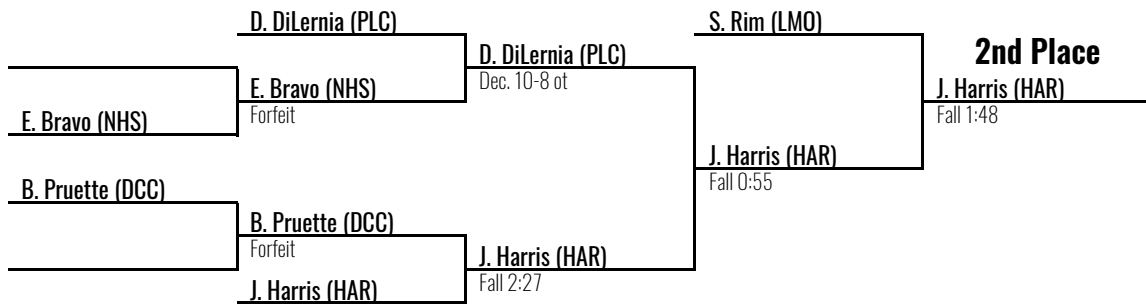 D. DiLernia (PLC)
S. Rim (LMO)
2nd Place
D. DiLernia (PLC)
Dec. 10-8 ot
E. Bravo (NHS)
Forfeit
J. Harris (HAR)
Fall 1:48
E. Bravo (NHS)
J. Harris (HAR)
Fall 0:55
B. Pruette (DCC)
B. Pruette (DCC)
Forfeit
J. Harris (HAR)
Fall 2:27
J. Harris (HAR)